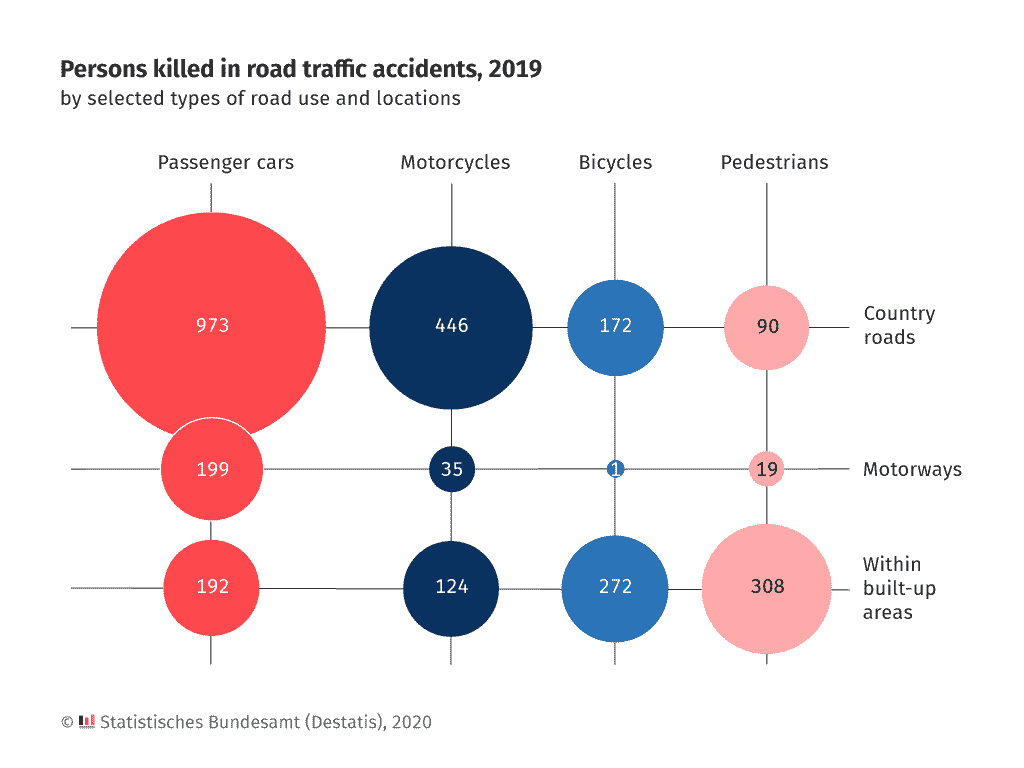 Persons killed in road traffic accidents, 2019
by selected types of road use and locations
Passenger cars Motorcycles Bicycles Pedestrians
973 446 172 90 Country
roads
199 35 1 19 Motorways
192 124 272 308 Within
built-up
areas
© Statistisches Bundesamt (Destatis), 2020